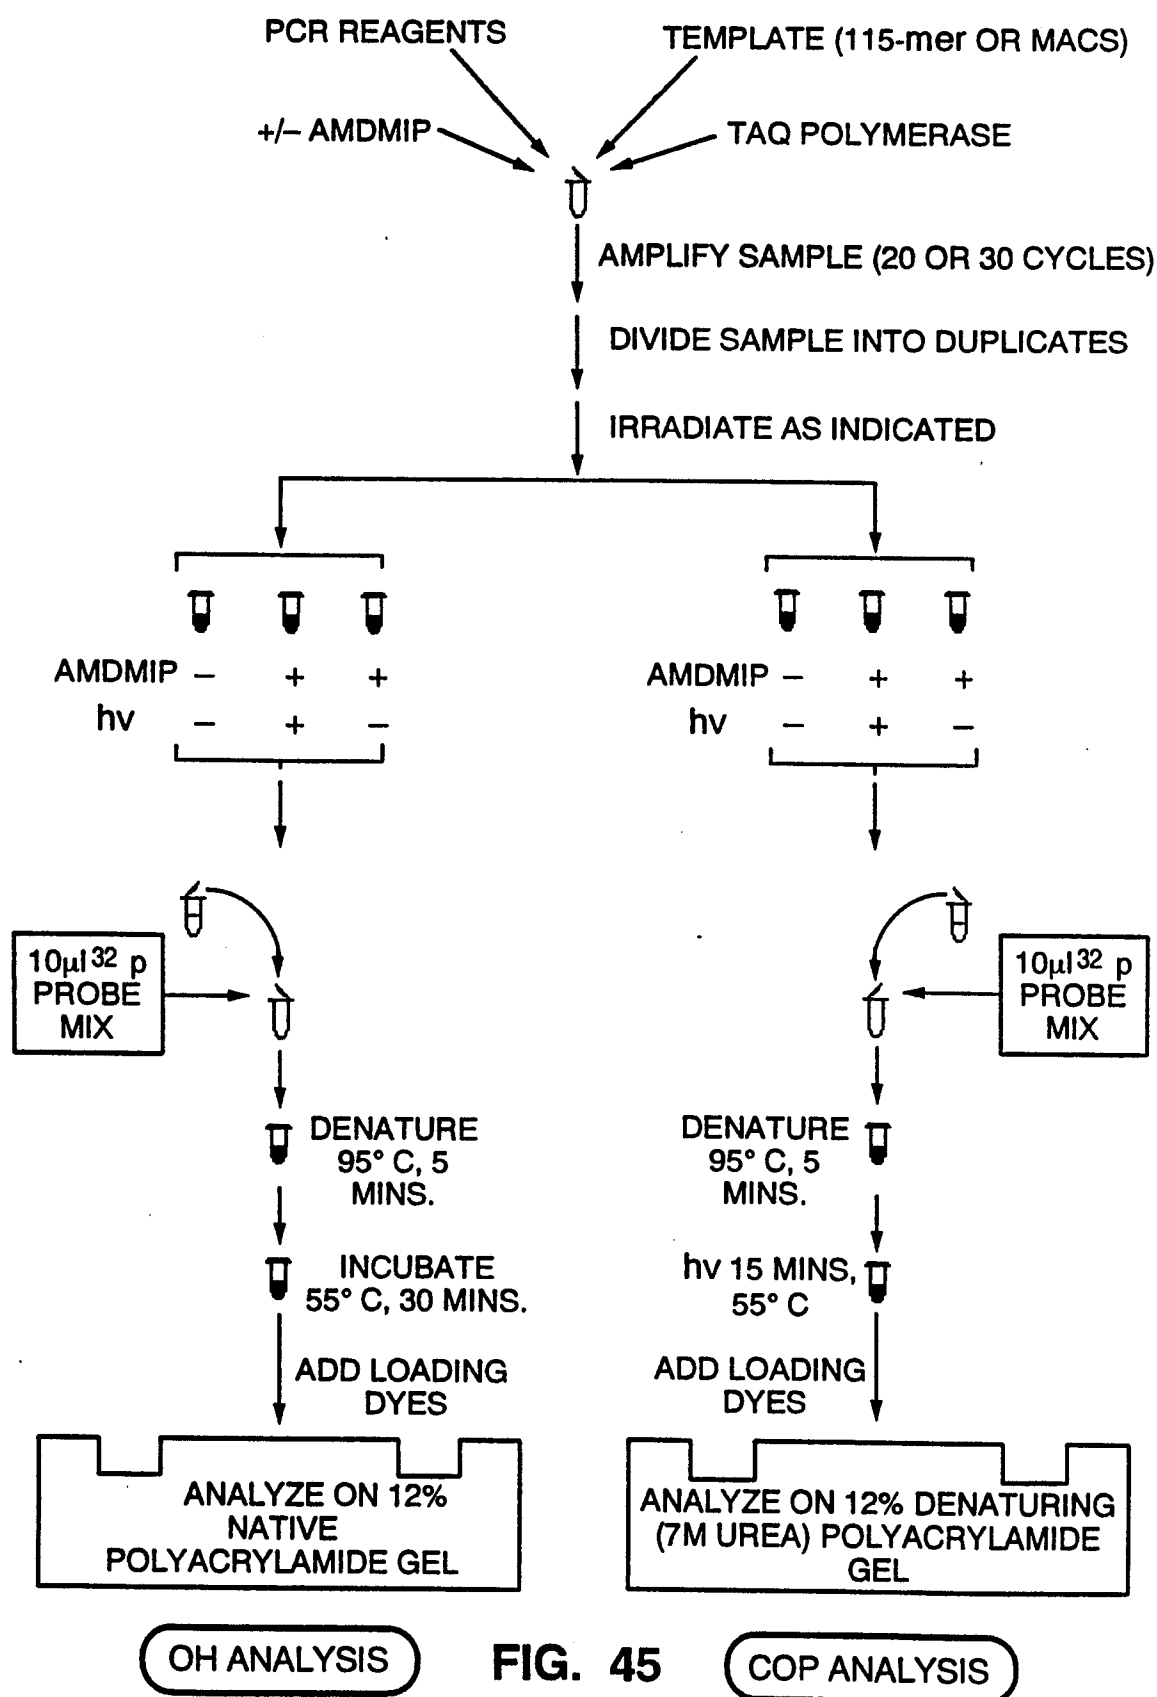 PCR REAGENTS
TEMPLATE (115-mer OR MACS)
+/– AMDMIP
TAQ POLYMERASE
AMPLIFY SAMPLE (20 OR 30 CYCLES)
DIVIDE SAMPLE INTO DUPLICATES
IRRADIATE AS INDICATED
AMDMIP – + +
hν – + –
AMDMIP – + +
hν – + –
10μl 32 p
PROBE
MIX
10μl 32 p
PROBE
MIX
DENATURE
95° C, 5
MINS.
DENATURE
95° C, 5
MINS.
INCUBATE
55° C, 30 MINS.
hν 15 MINS,
55° C
ADD LOADING
DYES
ADD LOADING
DYES
ANALYZE ON 12%
NATIVE
POLYACRYLAMIDE GEL
ANALYZE ON 12% DENATURING
(7M UREA) POLYACRYLAMIDE
GEL
OH ANALYSIS
FIG. 45
COP ANALYSIS